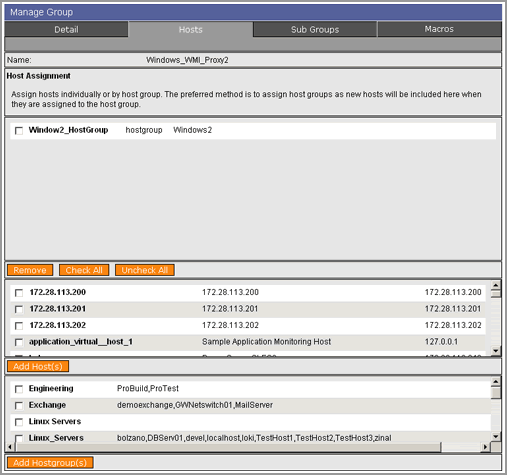 Manage Group
Detail Hosts Sub Groups Macros
Name: Windows_WMI_Proxy2
Host Assignment
Assign hosts individually or by host group. The preferred method is to assign host groups as new hosts will be included here when
they are assigned to the host group.
Window2_HostGroup hostgroup Windows2
Remove Check All Uncheck All
172.28.113.200 172.28.113.200 172.28.113.200
172.28.113.201 172.28.113.201 172.28.113.201
172.28.113.202 172.28.113.202 172.28.113.202
application_virtual__host_1 Sample Application Monitoring Host 127.0.0.1
Add Host(s)
Engineering ProBuild,ProTest
Exchange demoexchange,GWNetswitch01,MailServer
Linux Servers
Linux_Servers bolzano,DBServ01,devel,localhost,loki,TestHost1,TestHost2,TestHost3,zinal
Add Hostgroup(s)